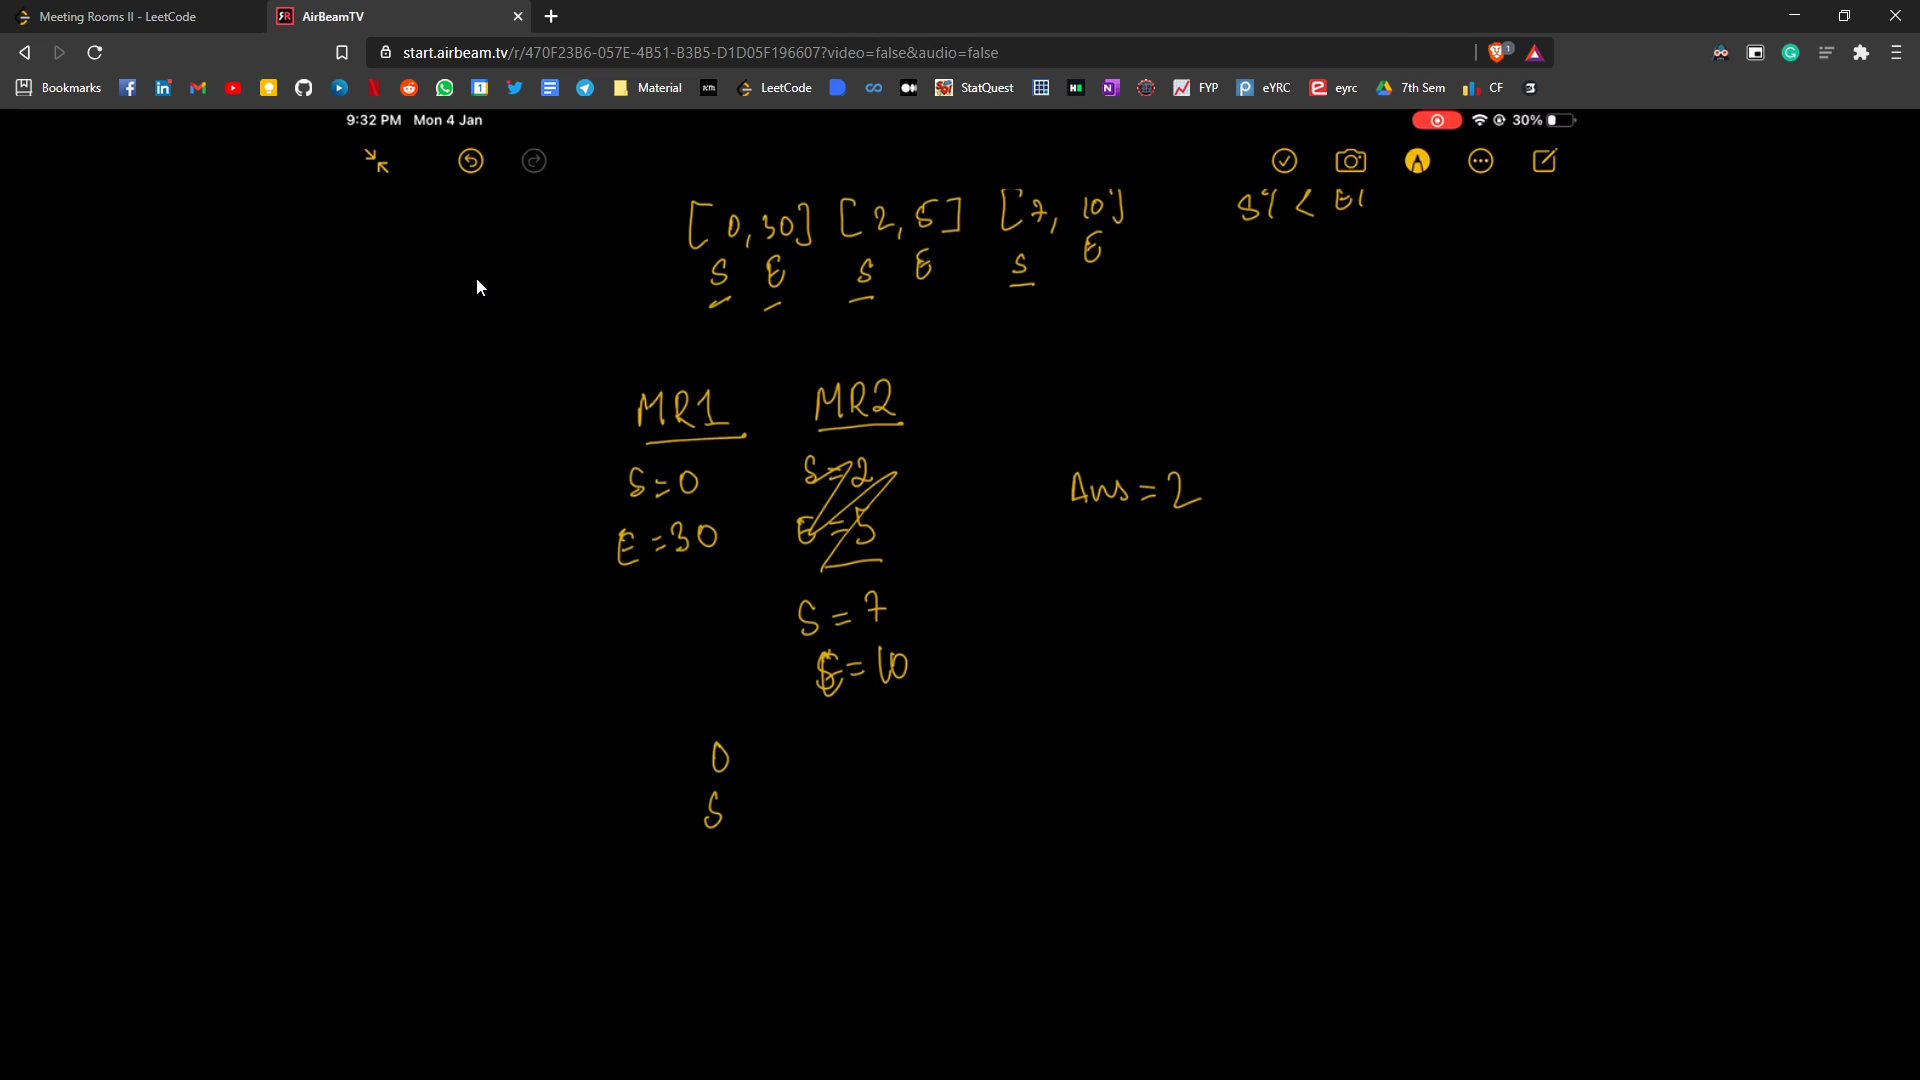 Meeting Rooms II - LeetCode
AirBeamTV
start.airbeam.tv/r/470F23B6-057E-4B51-B3B5-D1D05F196607?video=false&audio=false
1
Bookmarks
Material
LeetCode
StatQuest
FYP
eYRC
eyrc
7th Sem
CF
9:32 PM Mon 4 Jan
30%
[0,30] [2,5] [7,10]
S E S E S E
MR1 MR2
S=0 S=2
E=30 E=5
Ans=2
S=7
E=10
0
S